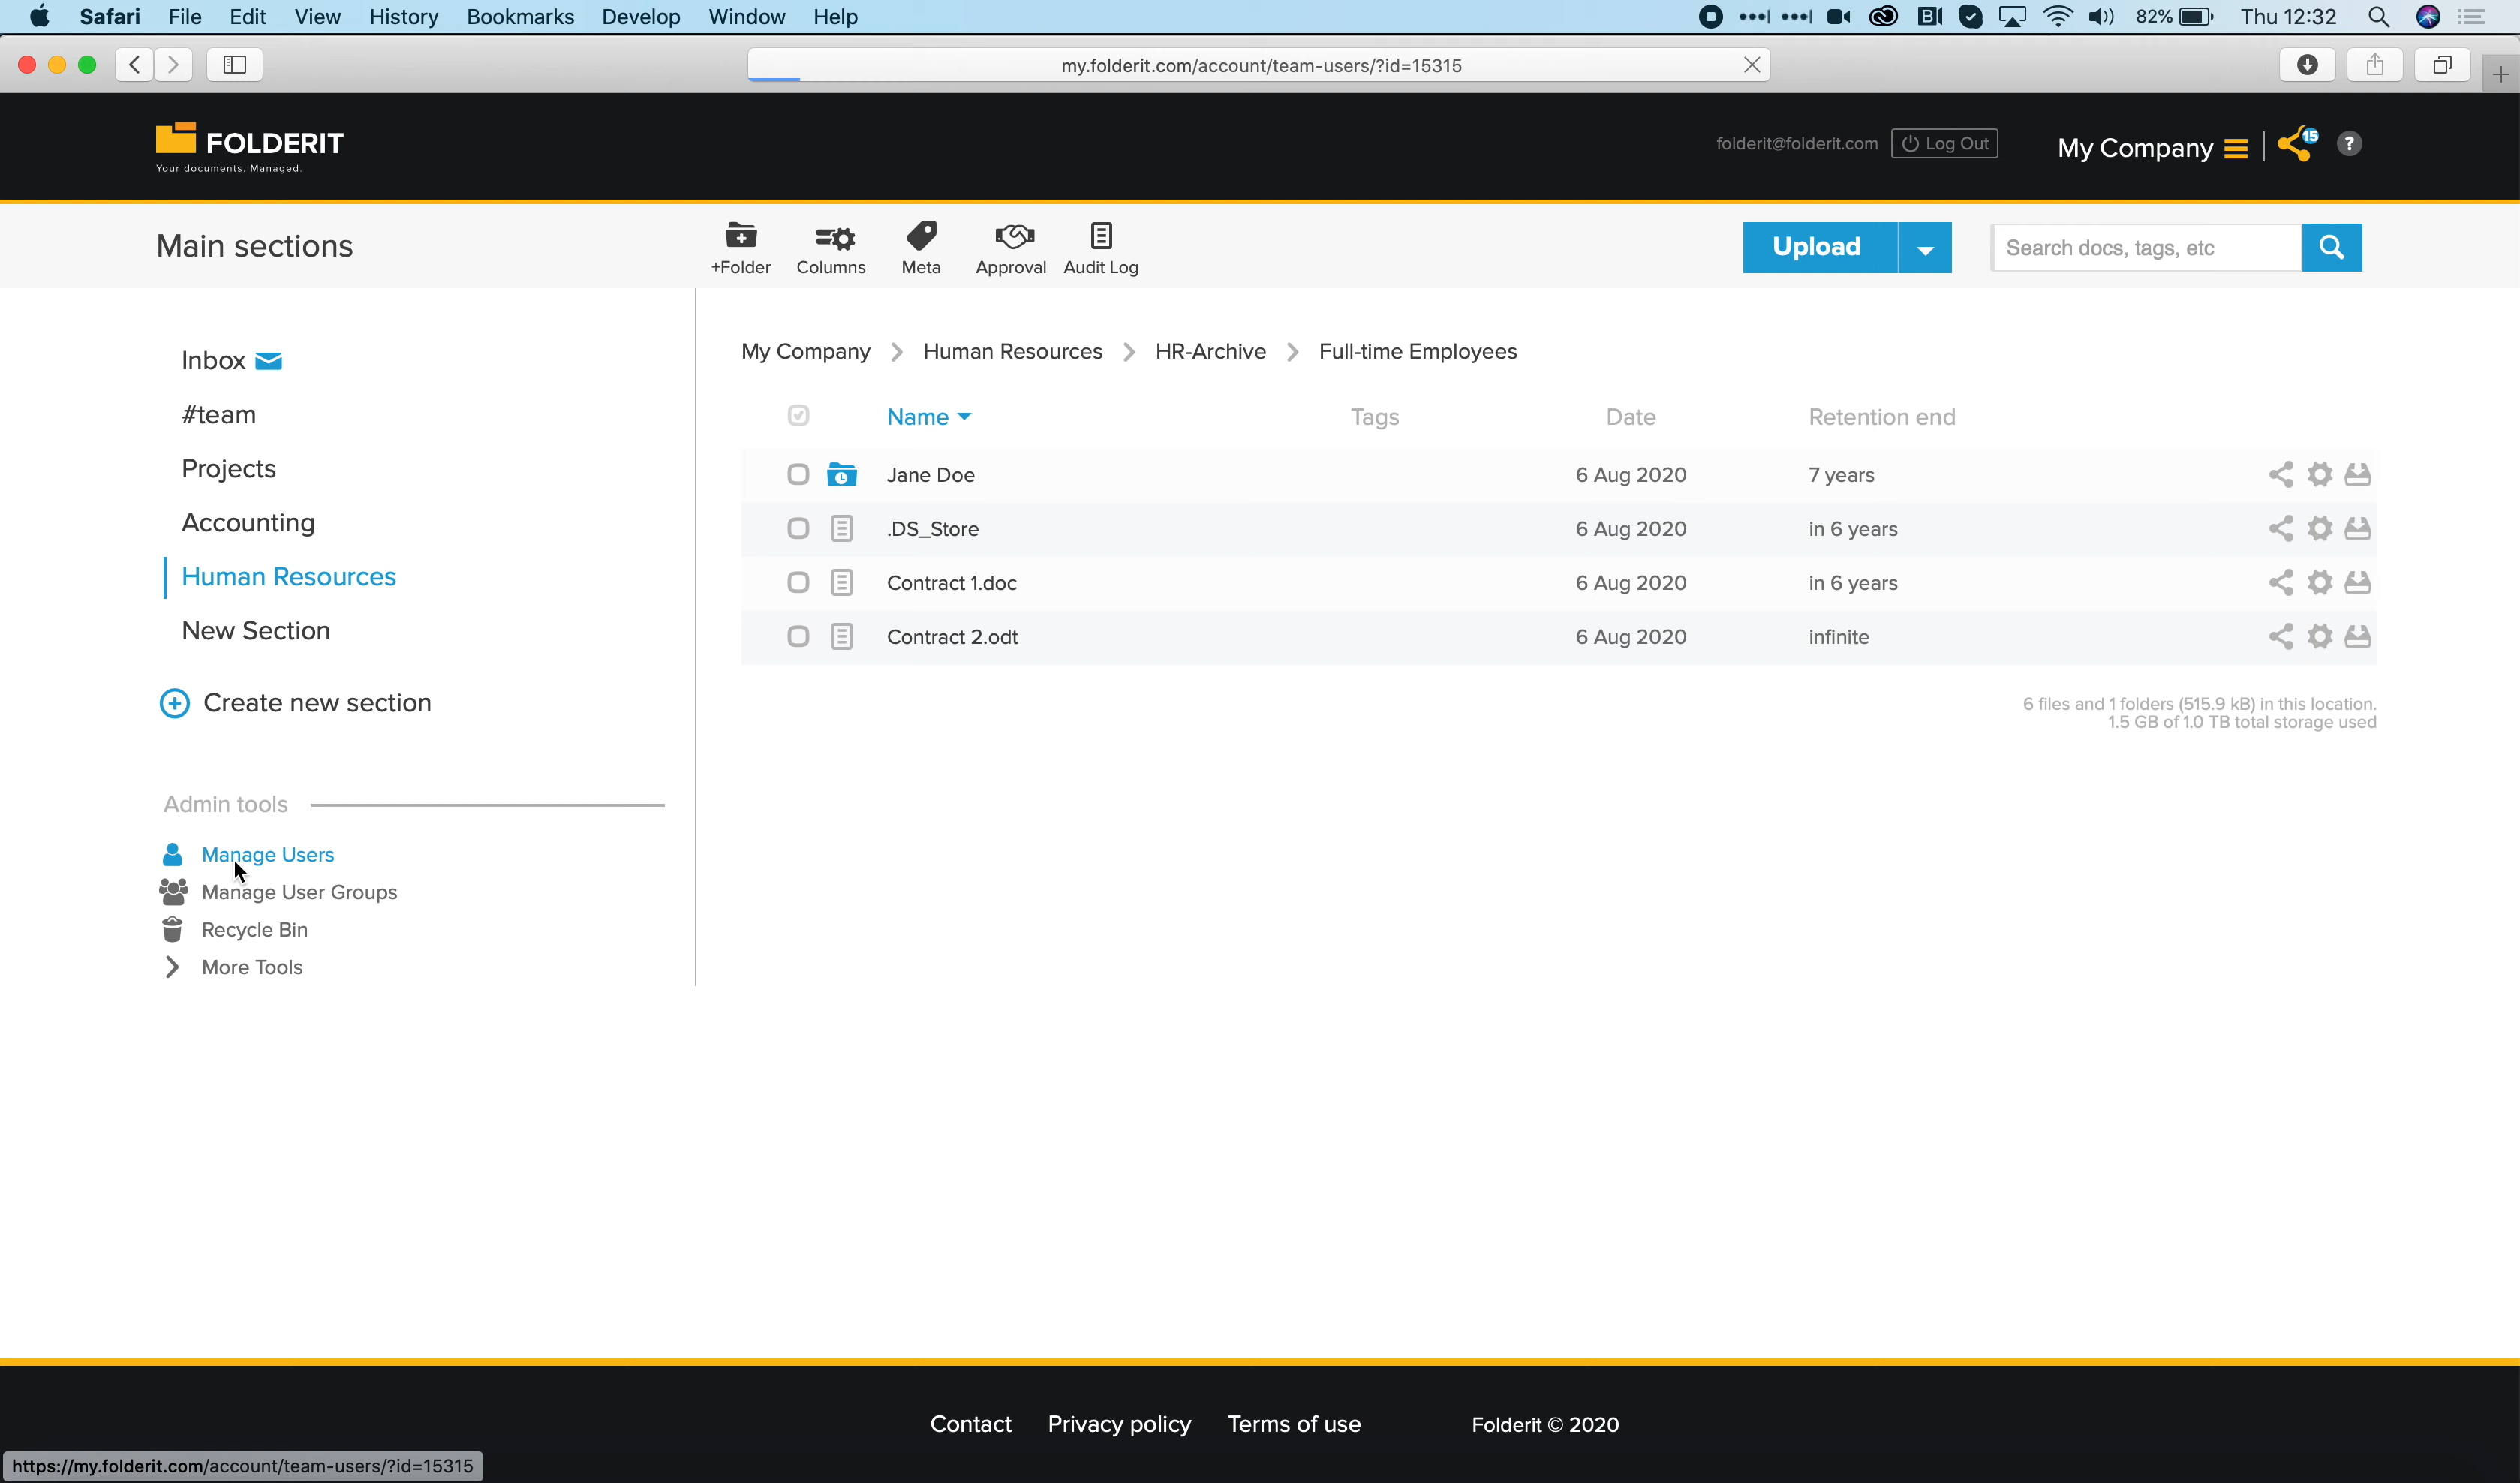 Safari File Edit View History Bookmarks Develop Window Help 82% Thu 12:32
my.folderit.com/account/team-users/?id=15315
FOLDERIT
Your documents. Managed.
folderit@folderit.com Log Out My Company 15 ?
Main sections
+Folder Columns Meta Approval Audit Log
Upload
Search docs, tags, etc
Inbox
#team
Projects
Accounting
Human Resources
New Section
Create new section
Admin tools
Manage Users
Manage User Groups
Recycle Bin
More Tools
My Company > Human Resources > HR-Archive > Full-time Employees
Name Tags Date Retention end
Jane Doe 6 Aug 2020 7 years
.DS_Store 6 Aug 2020 in 6 years
Contract 1.doc 6 Aug 2020 in 6 years
Contract 2.odt 6 Aug 2020 infinite
6 files and 1 folders (515.9 kB) in this location.
1.5 GB of 1.0 TB total storage used
Contact Privacy policy Terms of use Folderit © 2020
https://my.folderit.com/account/team-users/?id=15315